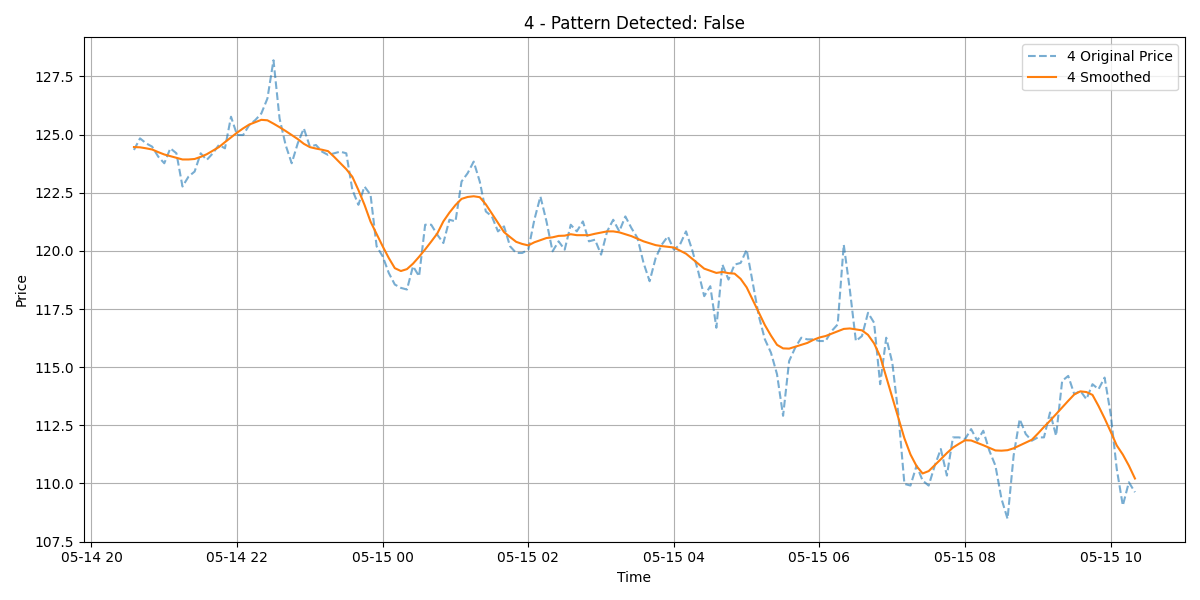 4 - Pattern Detected: False
4 Original Price
4 Smoothed
Price
127.5
125.0
122.5
120.0
117.5
115.0
112.5
110.0
107.5
05-14 20 05-14 22 05-15 00 05-15 02 05-15 04 05-15 06 05-15 08 05-15 10
Time